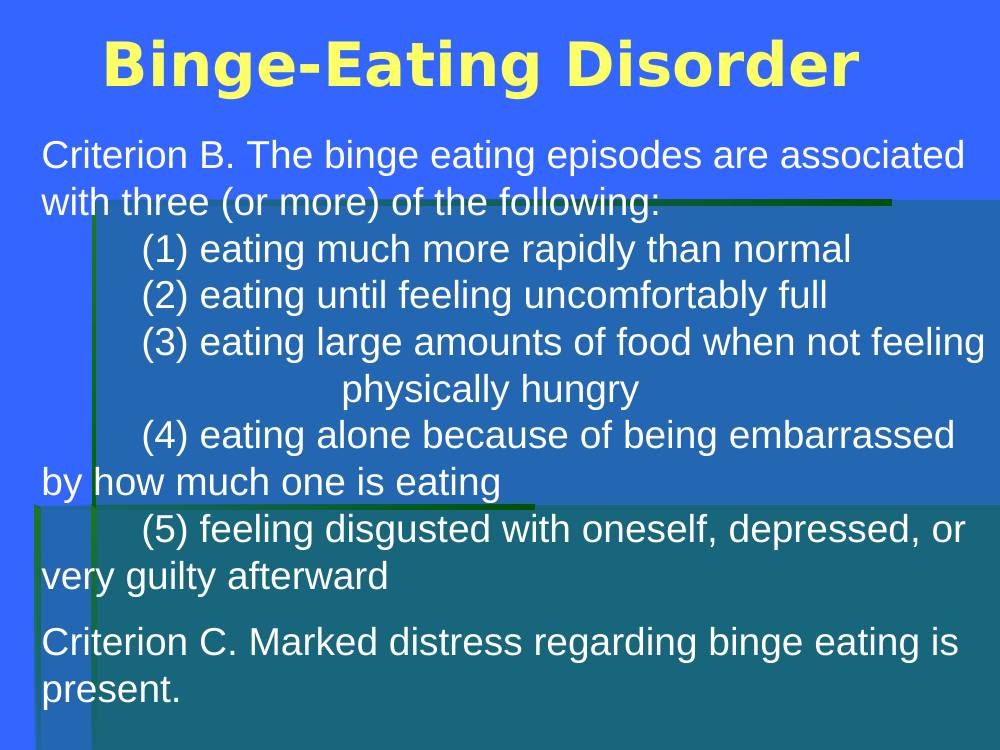 Binge-Eating Disorder
Criterion B. The binge eating episodes are associated
with three (or more) of the following:
(1) eating much more rapidly than normal
(2) eating until feeling uncomfortably full
(3) eating large amounts of food when not feeling
physically hungry
(4) eating alone because of being embarrassed
by how much one is eating
(5) feeling disgusted with oneself, depressed, or
very guilty afterward
Criterion C. Marked distress regarding binge eating is
present.